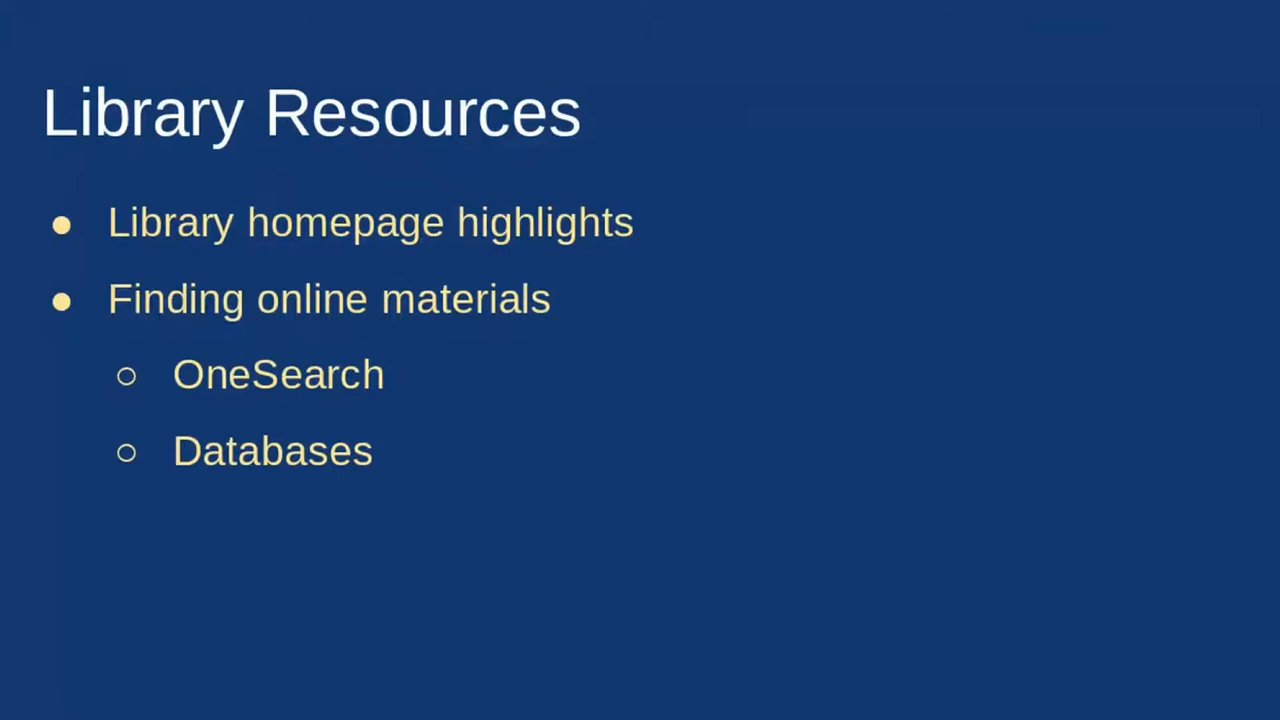 Library Resources
● Library homepage highlights
● Finding online materials
○ OneSearch
○ Databases